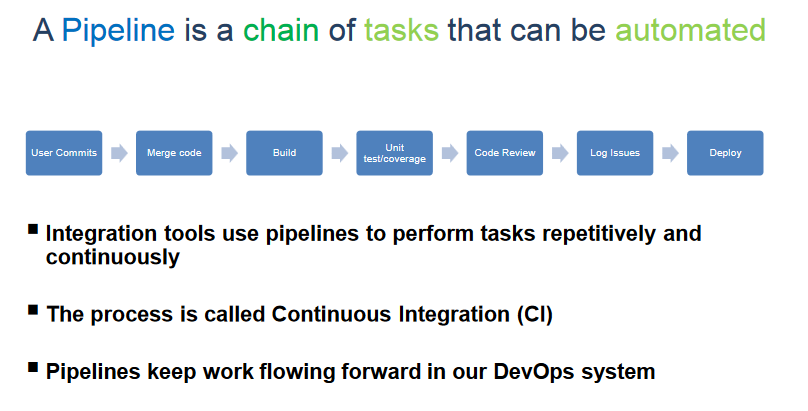 A Pipeline is a chain of tasks that can be automated
User Commits
Merge code
Build
Unit
test/coverage
Code Review
Log Issues
Deploy
▪ Integration tools use pipelines to perform tasks repetitively and
continuously
▪ The process is called Continuous Integration (CI)
▪ Pipelines keep work flowing forward in our DevOps system